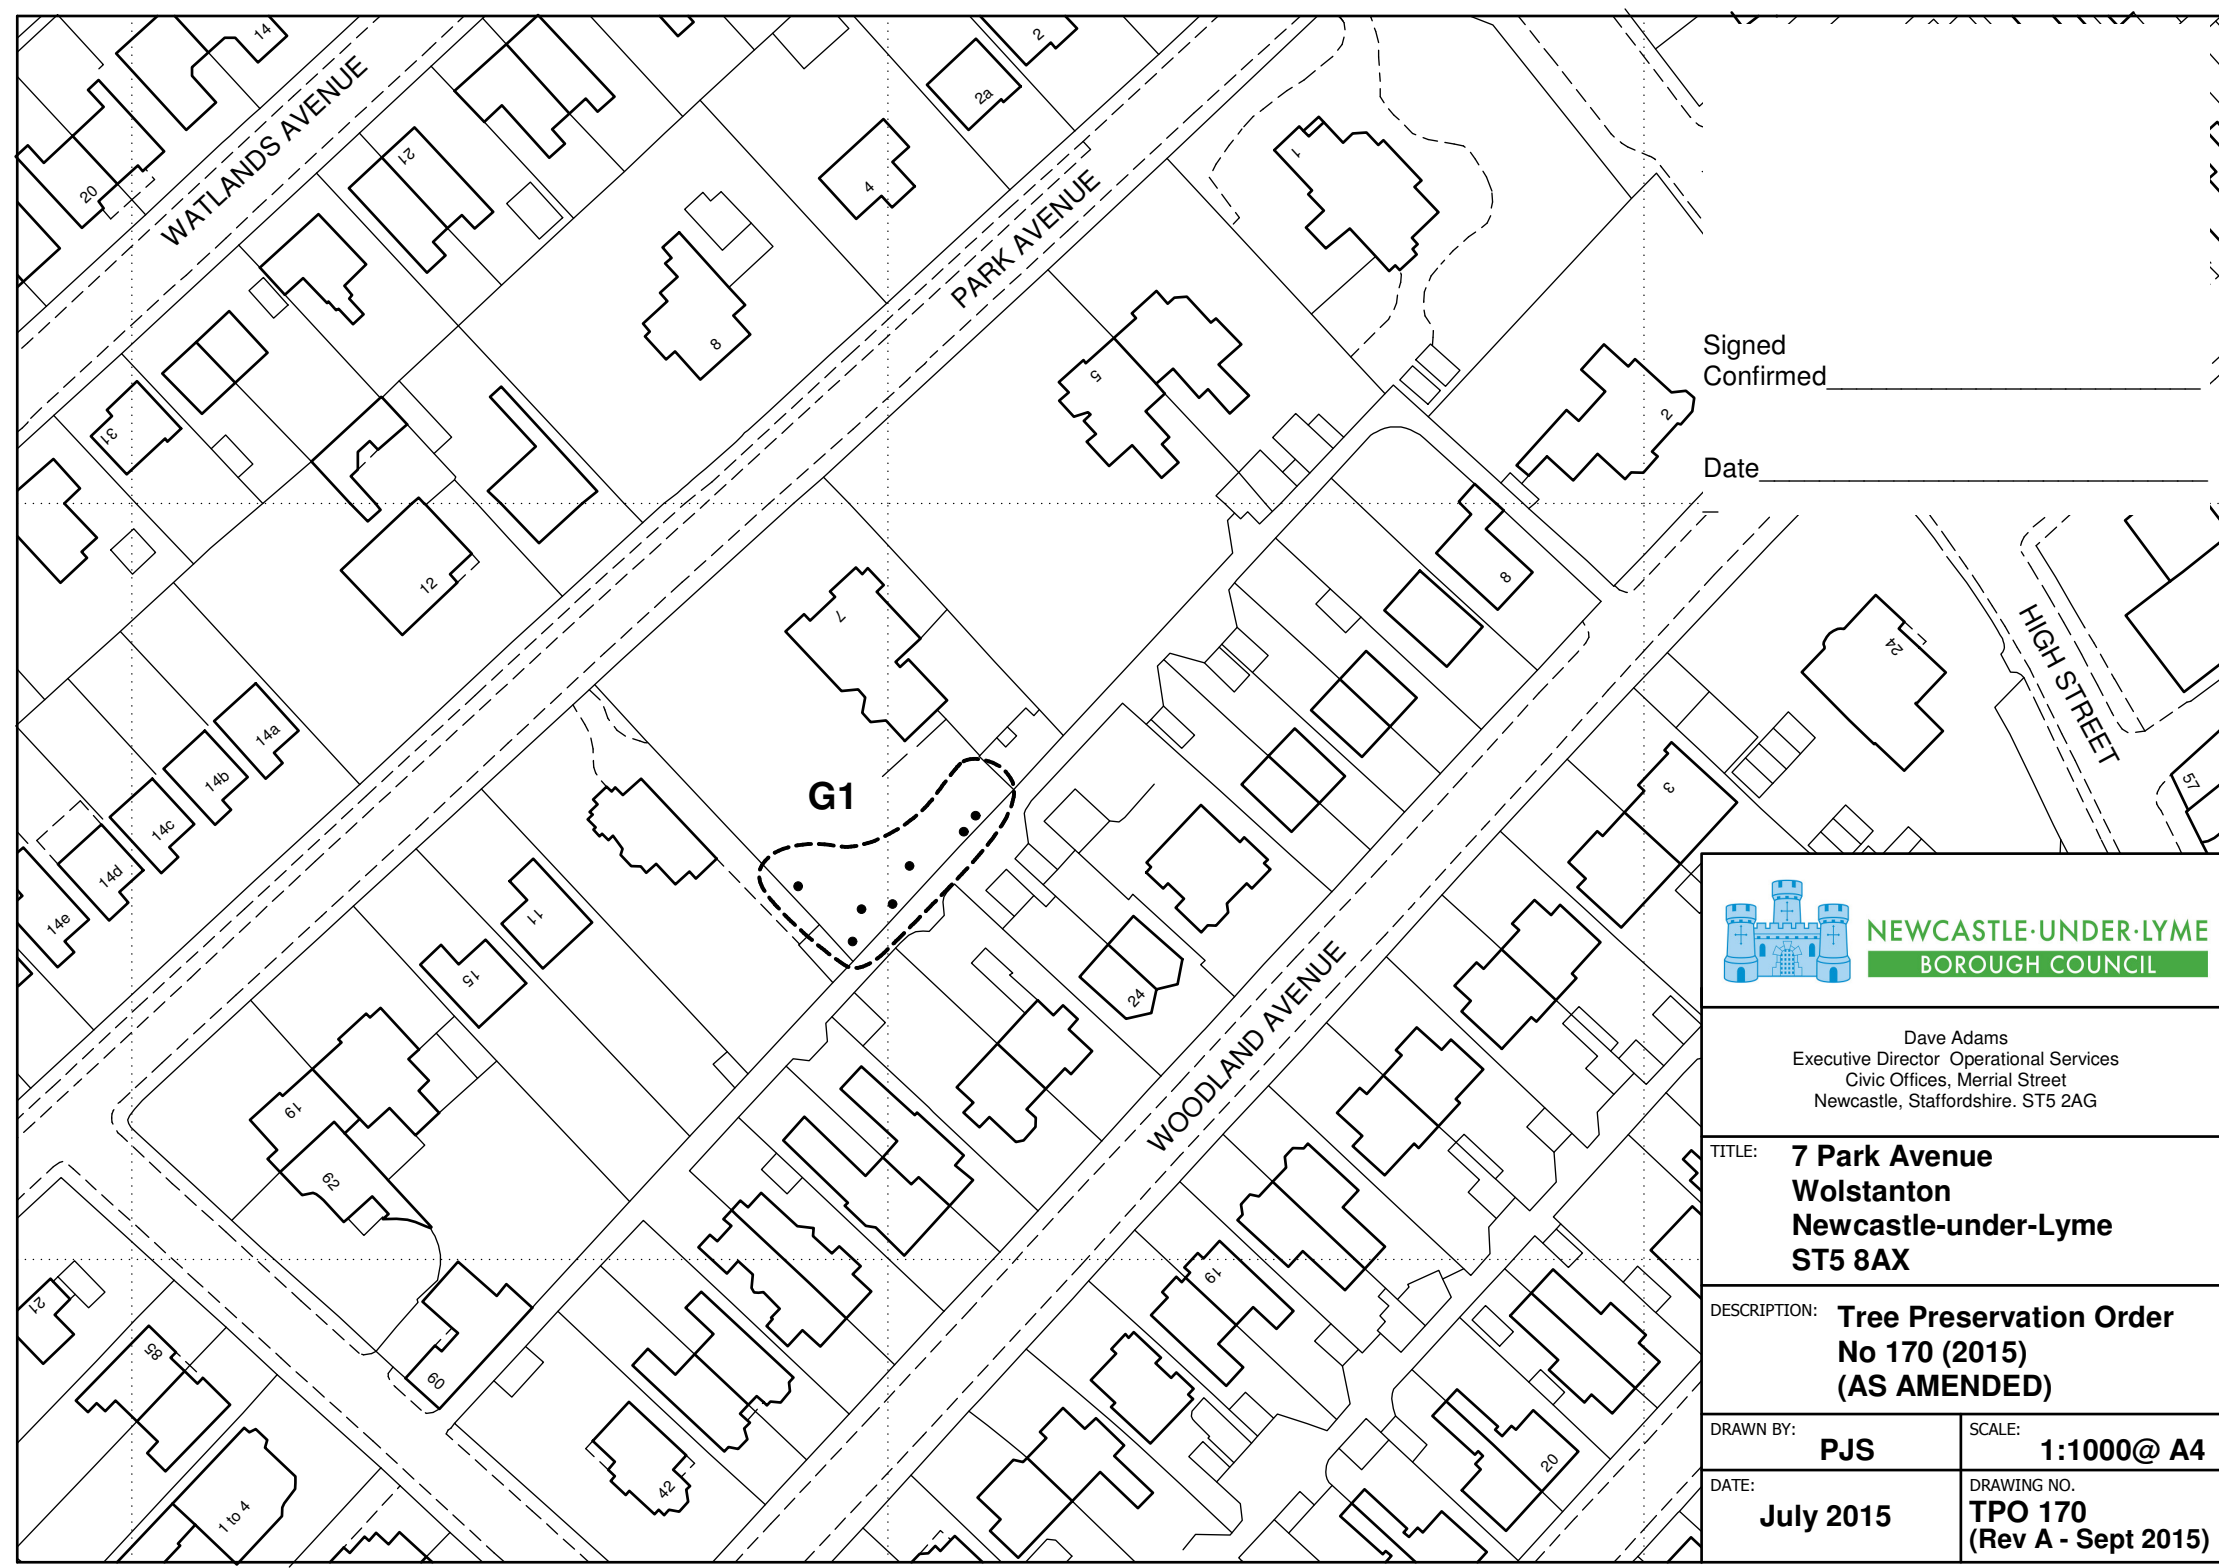 WATLANDS AVENUE
PARK AVENUE
WOODLAND AVENUE
HIGH STREET
14
20
21
31
2
2a
4
8
12
1
5
2
8
7
G1
14a
14b
14c
14d
14e
11
15
19
62
24
3
24
57
21
85
60
42
19
20
1 to 4
Signed
Confirmed____________________________
Date__________________________________
NEWCASTLE·UNDER·LYME
BOROUGH COUNCIL
Dave Adams
Executive Director Operational Services
Civic Offices, Merrial Street
Newcastle, Staffordshire. ST5 2AG
TITLE: 7 Park Avenue
Wolstanton
Newcastle-under-Lyme
ST5 8AX
DESCRIPTION: Tree Preservation Order
No 170 (2015)
(AS AMENDED)
DRAWN BY: PJS
SCALE: 1:1000@ A4
DATE: July 2015
DRAWING NO.
TPO 170
(Rev A - Sept 2015)